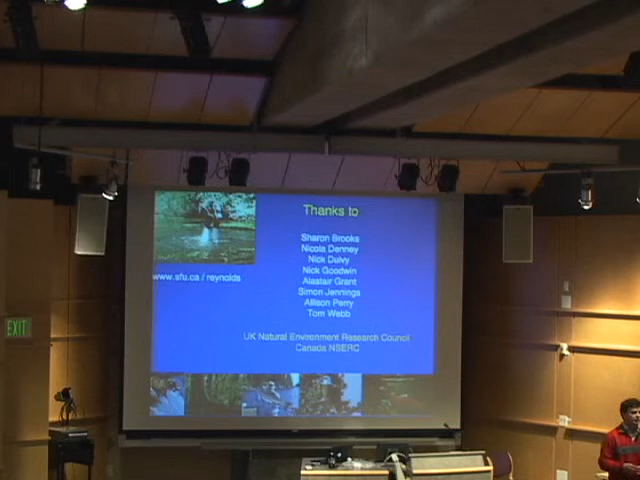 Thanks to
Sharon Brooks
Nicola Denney
Nick Dulvy
Nick Goodwin
Alastair Grant
Simon Jennings
Allison Perry
Tom Webb
www.sfu.ca / reynolds
UK Natural Environment Research Council
Canada NSERC
EXIT